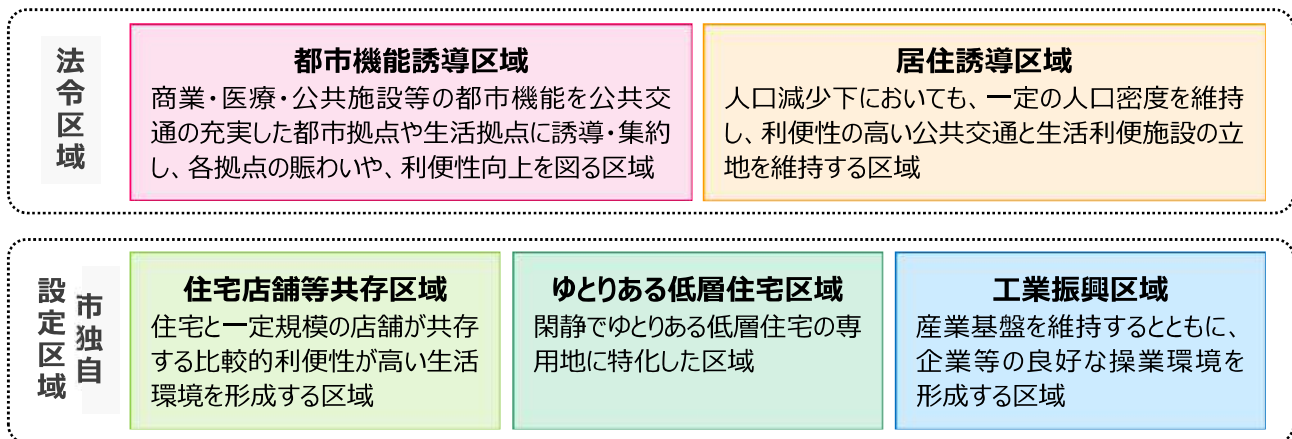 法令区域
都市機能誘導区域
商業・医療・公共施設等の都市機能を公共交
通の充実した都市拠点や生活拠点に誘導・集約
し、各拠点の賑わいや、利便性向上を図る区域
居住誘導区域
人口減少下においても、一定の人口密度を維持
し、利便性の高い公共交通と生活利便施設の立
地を維持する区域
市独自
設定区域
住宅店舗等共存区域
住宅と一定規模の店舗が共存
する比較的利便性が高い生活
環境を形成する区域
ゆとりある低層住宅区域
閑静でゆとりある低層住宅の専
用地に特化した区域
工業振興区域
産業基盤を維持するとともに、
企業等の良好な操業環境を
形成する区域